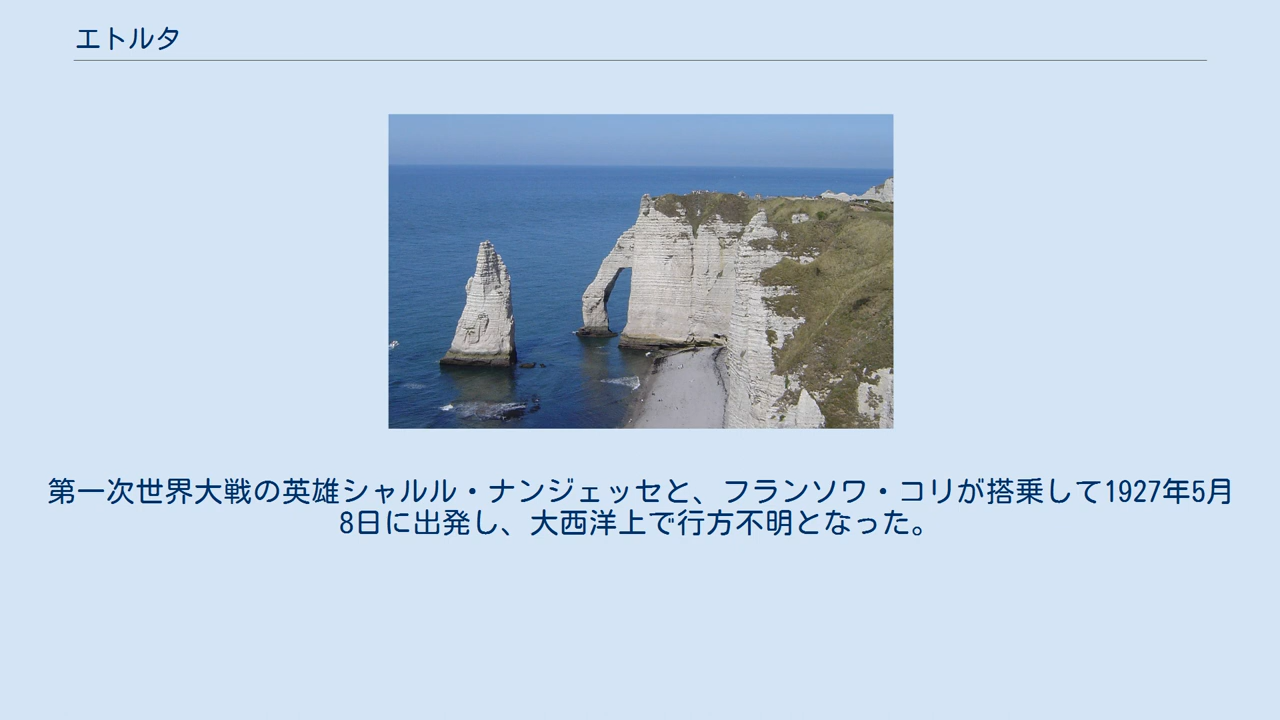 エトルタ
第一次世界大戦の英雄シャルル・ナンジェッセと、フランソワ・コリが搭乗して1927年5月
8日に出発し、大西洋上で行方不明となった。